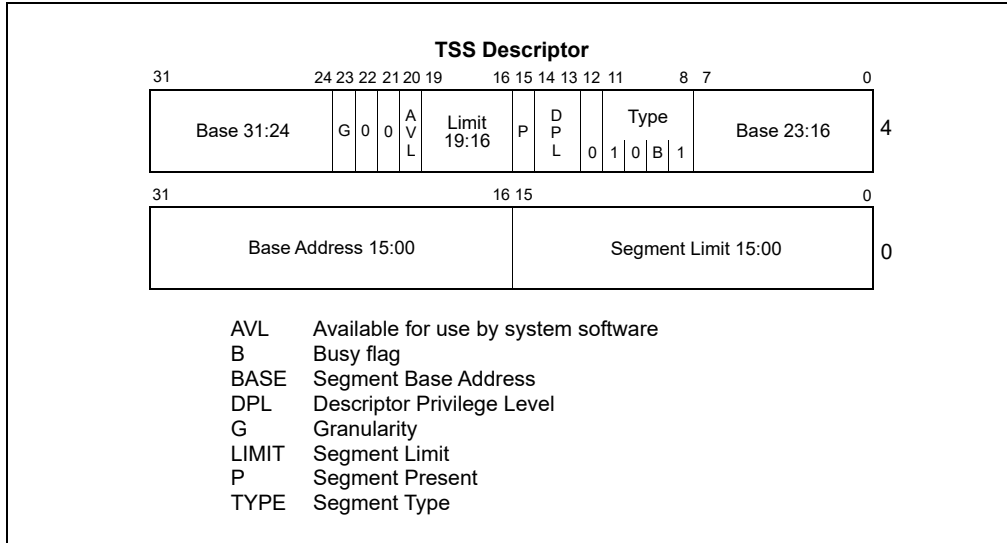 TSS Descriptor
31 24 23 22 21 20 19 16 15 14 13 12 11 8 7 0
Base 31:24 G 0 0 AVL Limit 19:16 P DPL 0 Type 1 0 B 1 Base 23:16 4
31 16 15 0
Base Address 15:00 Segment Limit 15:00 0
AVL Available for use by system software
B Busy flag
BASE Segment Base Address
DPL Descriptor Privilege Level
G Granularity
LIMIT Segment Limit
P Segment Present
TYPE Segment Type